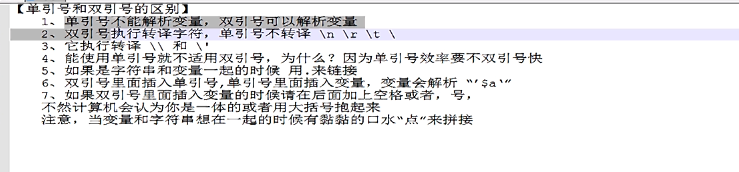 【单引号和双引号的区别】
1、单引号不能解析变量，双引号可以解析变量
2、双引号执行转译字符，单引号不转译 \n \r \t \
3、它执行转译 \\ 和 \'
4、能使用单引号就不适用双引号，为什么？因为单引号效率要不双引号快
5、如果是字符串和变量一起的时候 用.来链接
6、双引号里面插入单引号,单引号里面插入变量，变量会解析 “’$a‘”
7、如果双引号里面插入变量的时候请在后面加上空格或者，号，
不然计算机会认为你是一体的或者用大括号抱起来
注意，当变量和字符串想在一起的时候有黏黏的口水“点”来拼接